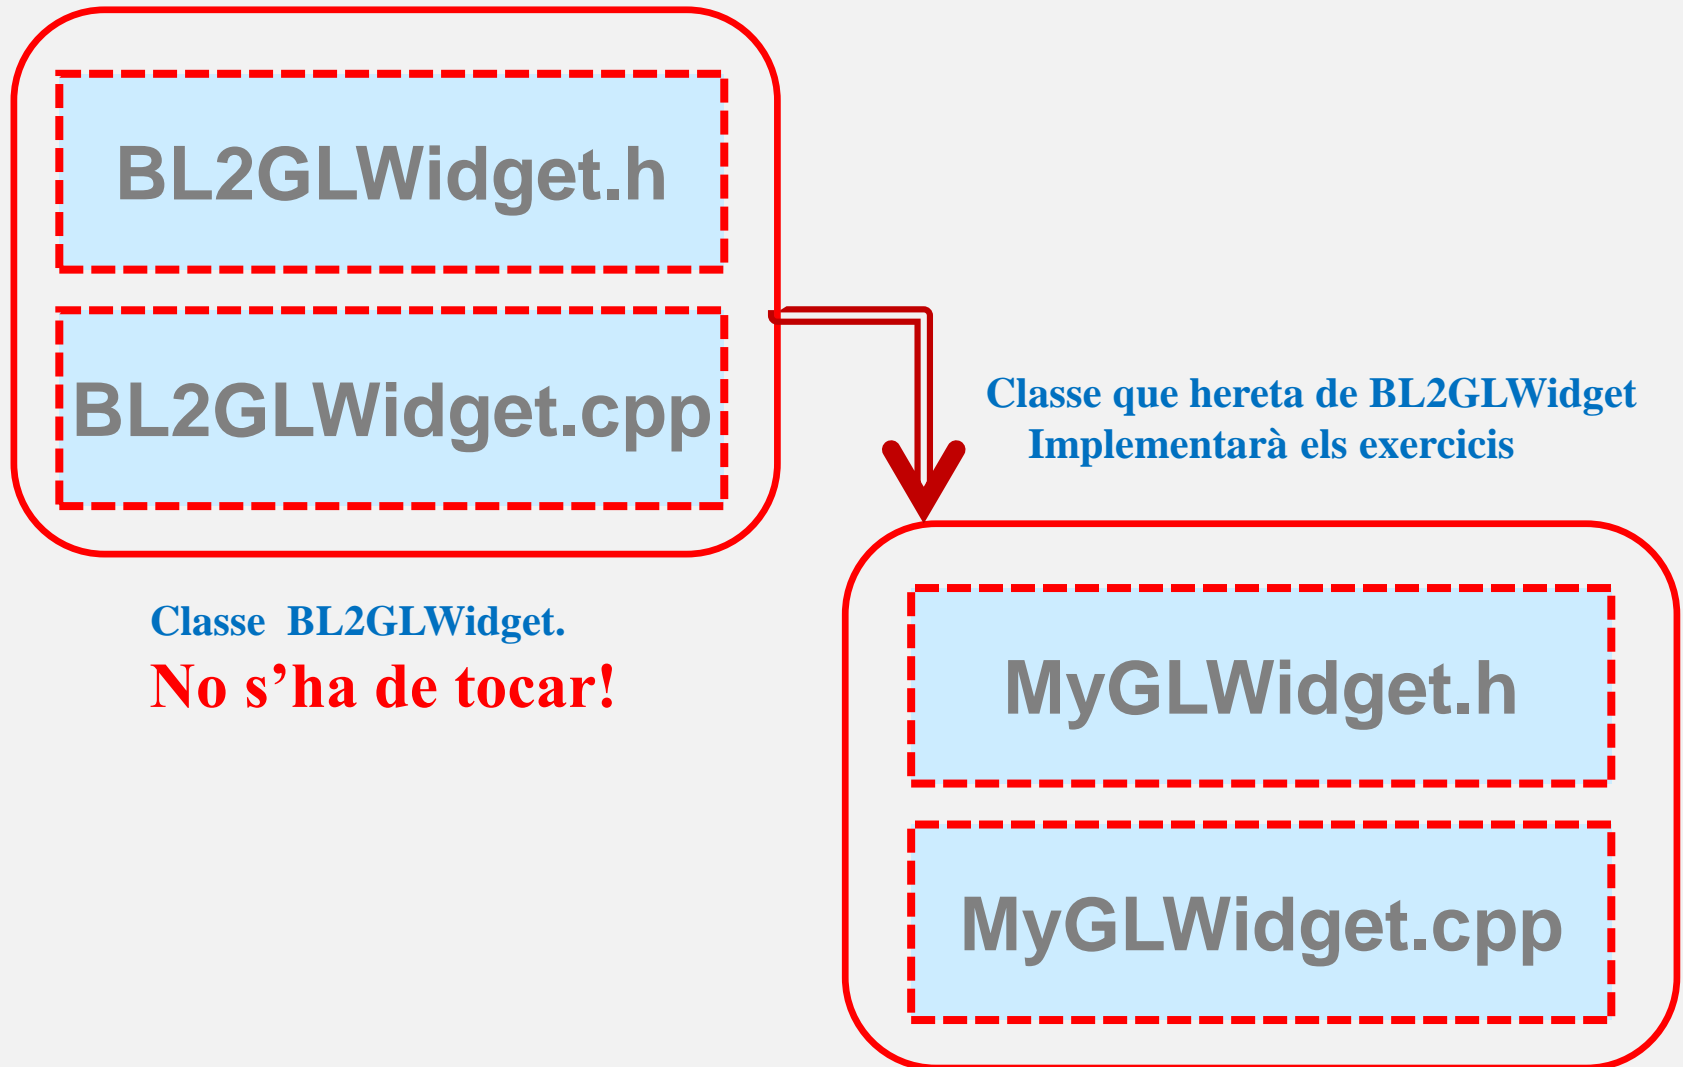 BL2GLWidget.h
BL2GLWidget.cpp
Classe que hereta de BL2GLWidget
Implementarà els exercicis
Classe  BL2GLWidget.
No s’ha de tocar!
MyGLWidget.h
MyGLWidget.cpp